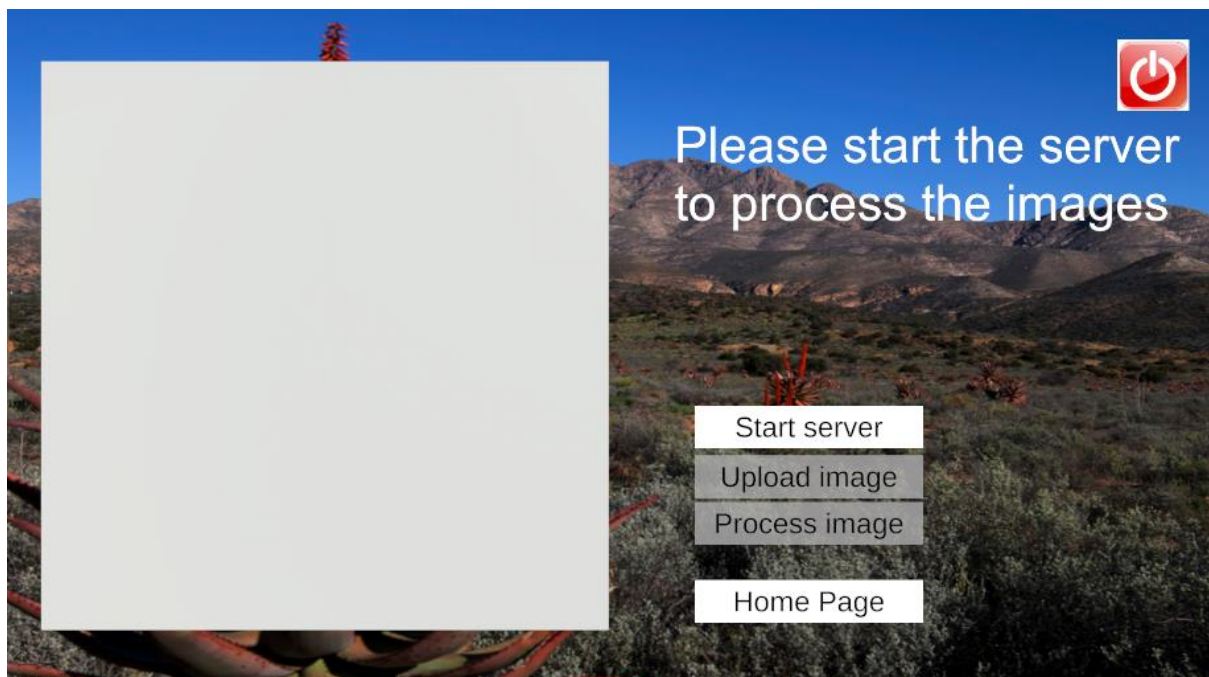 Please start the server
to process the images
Start server
Upload image
Process image
Home Page